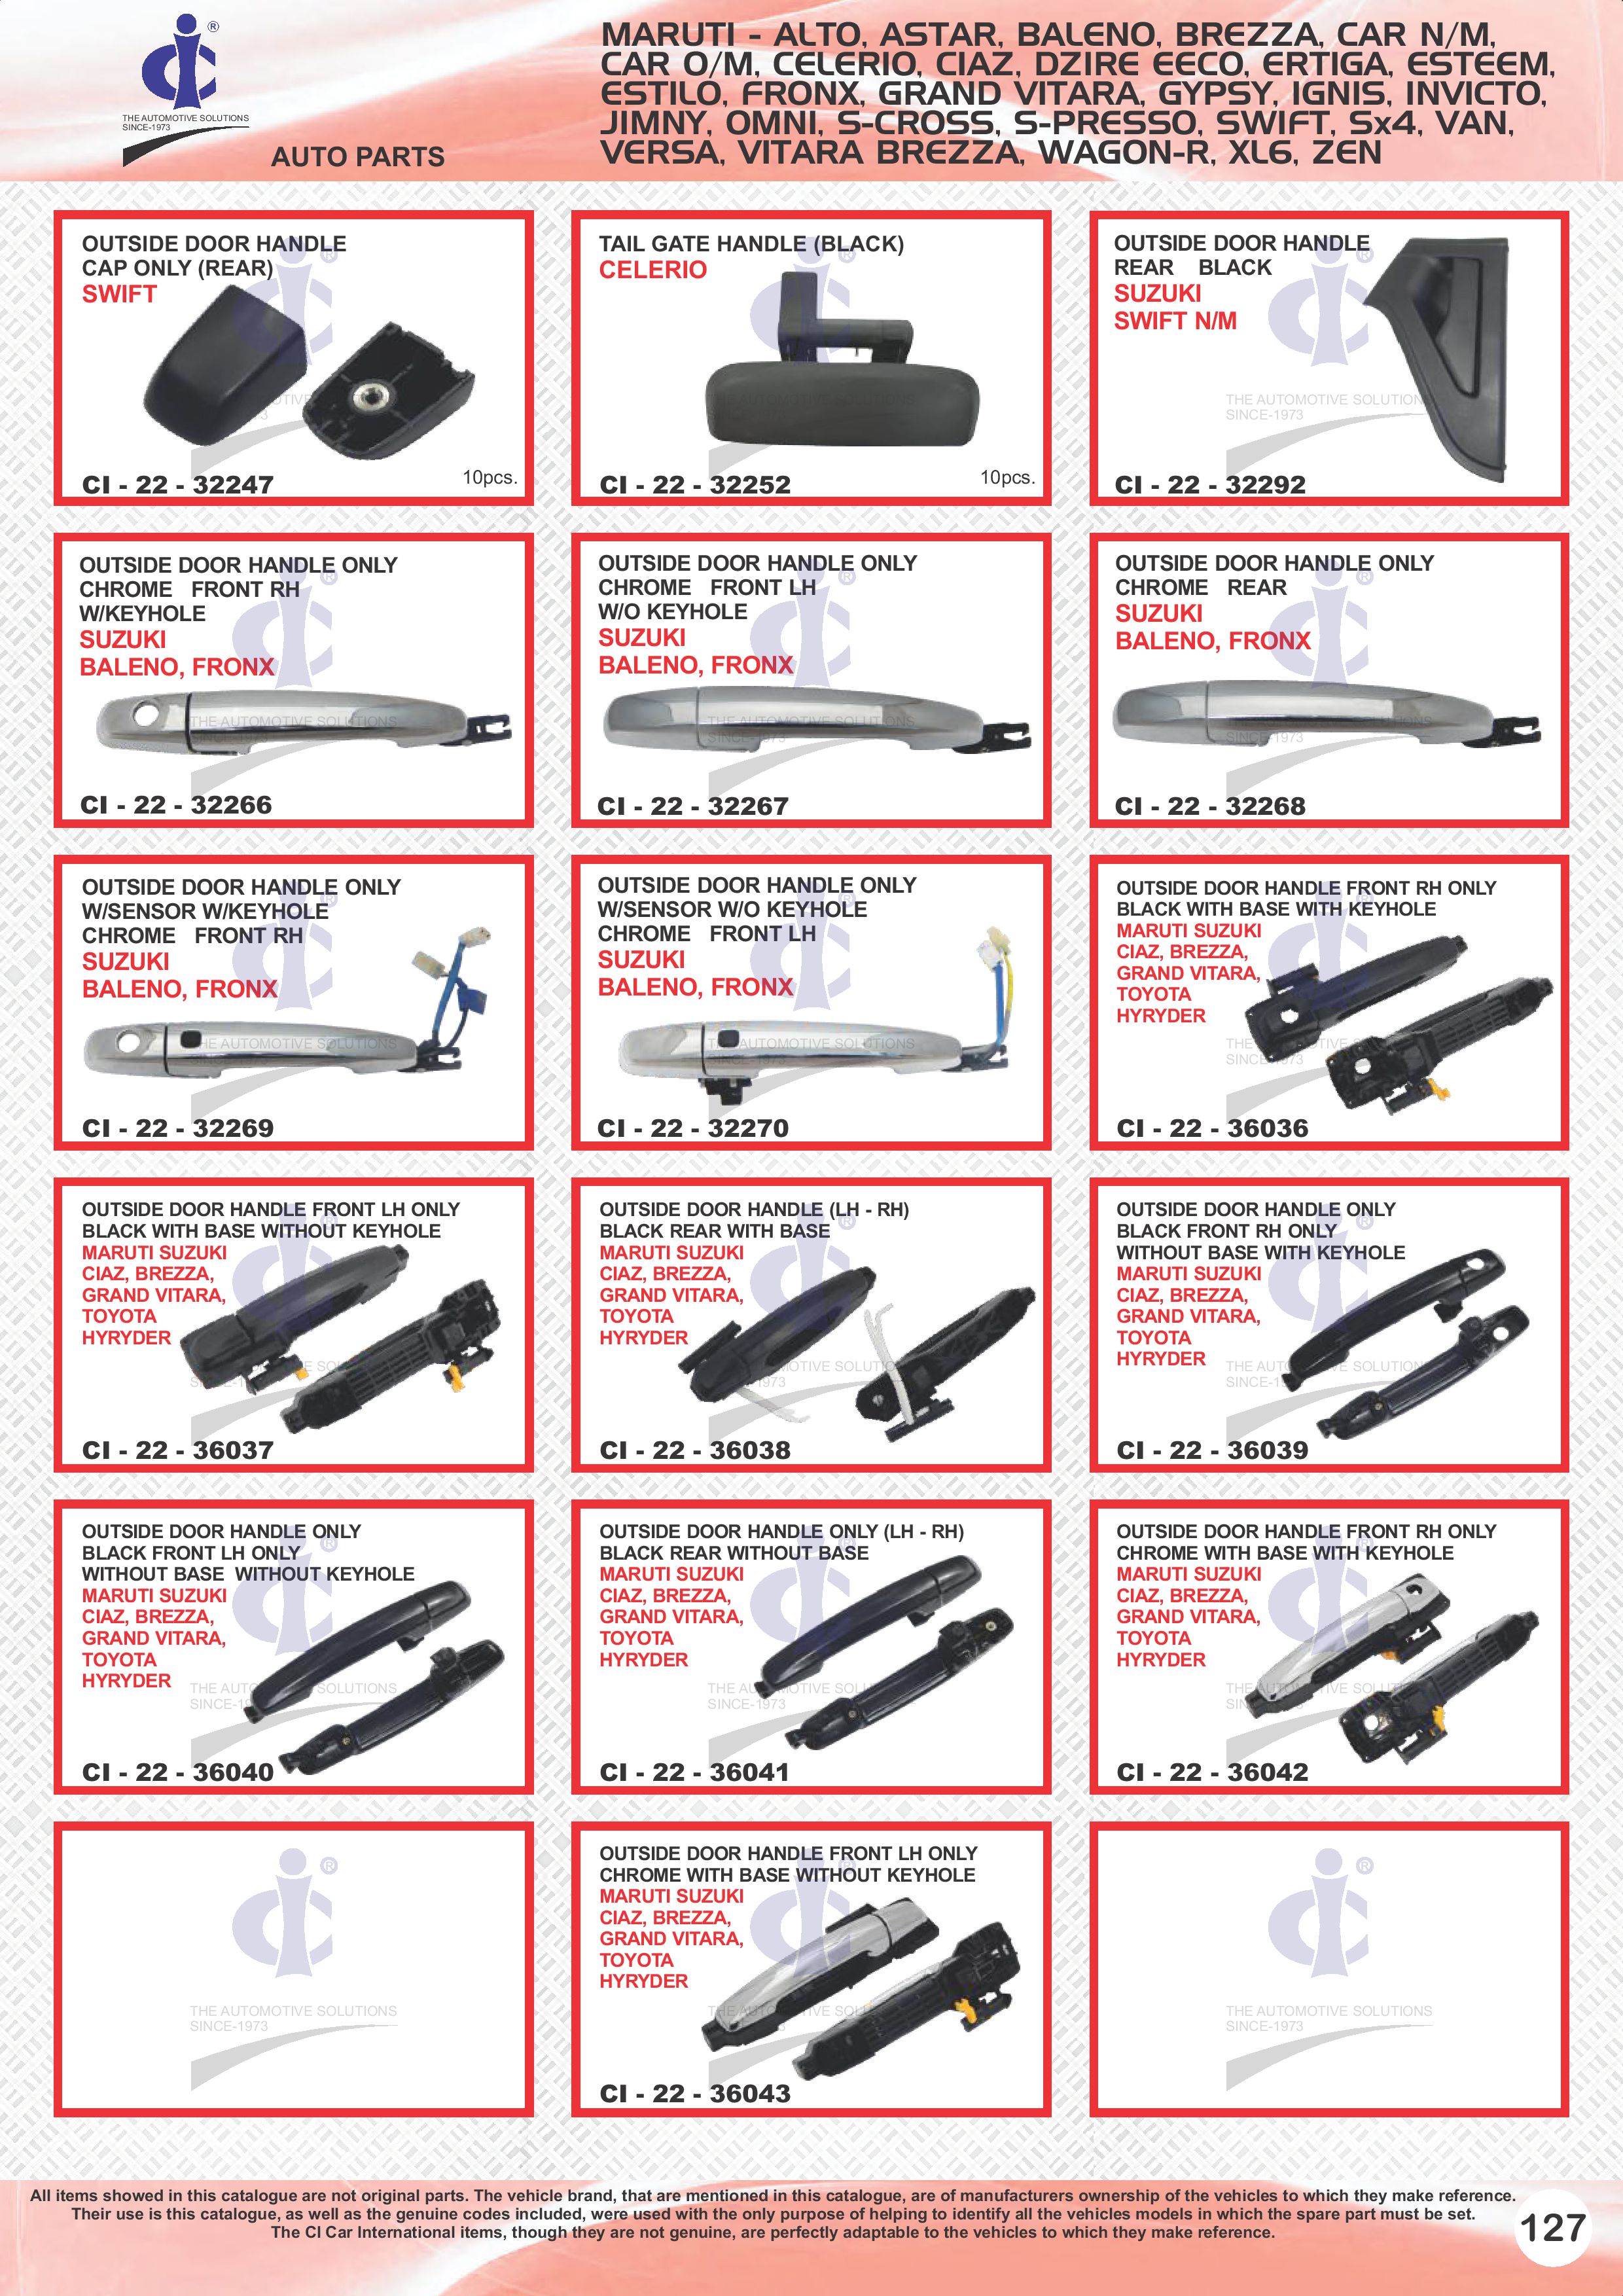 ®
THE AUTOMOTIVE SOLUTIONS
SINCE-1973
AUTO PARTS
MARUTI - ALTO, ASTAR, BALENO, BREZZA, CAR N/M,
CAR O/M, CELERIO, CIAZ, DZIRE EECO, ERTIGA, ESTEEM,
ESTILO, FRONX, GRAND VITARA, GYPSY, IGNIS, INVICTO,
JIMNY, OMNI, S-CROSS, S-PRESSO, SWIFT, Sx4, VAN,
VERSA, VITARA BREZZA, WAGON-R, XL6, ZEN
OUTSIDE DOOR HANDLE
CAP ONLY (REAR)
SWIFT
CI - 22 - 32247
10pcs.
TAIL GATE HANDLE (BLACK)
CELERIO
CI - 22 - 32252
10pcs.
OUTSIDE DOOR HANDLE
REAR BLACK
SUZUKI
SWIFT N/M
THE AUTOMOTIVE SOLUTION
SINCE-1973
CI - 22 - 32292
OUTSIDE DOOR HANDLE ONLY
CHROME FRONT RH
W/KEYHOLE
SUZUKI
BALENO, FRONX
CI - 22 - 32266
OUTSIDE DOOR HANDLE ONLY
CHROME FRONT LH
W/O KEYHOLE
SUZUKI
BALENO, FRONX
CI - 22 - 32267
OUTSIDE DOOR HANDLE ONLY
CHROME REAR
SUZUKI
BALENO, FRONX
CI - 22 - 32268
OUTSIDE DOOR HANDLE ONLY
W/SENSOR W/KEYHOLE
CHROME FRONT RH
SUZUKI
BALENO, FRONX
CI - 22 - 32269
OUTSIDE DOOR HANDLE ONLY
W/SENSOR W/O KEYHOLE
CHROME FRONT LH
SUZUKI
BALENO, FRONX
CI - 22 - 32270
OUTSIDE DOOR HANDLE FRONT RH ONLY
BLACK WITH BASE WITH KEYHOLE
MARUTI SUZUKI
CIAZ, BREZZA,
GRAND VITARA,
TOYOTA
HYRYDER
CI - 22 - 36036
OUTSIDE DOOR HANDLE FRONT LH ONLY
BLACK WITH BASE WITHOUT KEYHOLE
MARUTI SUZUKI
CIAZ, BREZZA,
GRAND VITARA,
TOYOTA
HYRYDER
CI - 22 - 36037
OUTSIDE DOOR HANDLE (LH - RH)
BLACK REAR WITH BASE
MARUTI SUZUKI
CIAZ, BREZZA,
GRAND VITARA,
TOYOTA
HYRYDER
CI - 22 - 36038
OUTSIDE DOOR HANDLE ONLY
BLACK FRONT RH ONLY
WITHOUT BASE WITH KEYHOLE
MARUTI SUZUKI
CIAZ, BREZZA,
GRAND VITARA,
TOYOTA
HYRYDER
CI - 22 - 36039
OUTSIDE DOOR HANDLE ONLY
BLACK FRONT LH ONLY
WITHOUT BASE WITHOUT KEYHOLE
MARUTI SUZUKI
CIAZ, BREZZA,
GRAND VITARA,
TOYOTA
HYRYDER
CI - 22 - 36040
OUTSIDE DOOR HANDLE ONLY (LH - RH)
BLACK REAR WITHOUT BASE
MARUTI SUZUKI
CIAZ, BREZZA,
GRAND VITARA,
TOYOTA
HYRYDER
CI - 22 - 36041
OUTSIDE DOOR HANDLE FRONT RH ONLY
CHROME WITH BASE WITH KEYHOLE
MARUTI SUZUKI
CIAZ, BREZZA,
GRAND VITARA,
TOYOTA
HYRYDER
CI - 22 - 36042
®
THE AUTOMOTIVE SOLUTIONS
SINCE-1973
OUTSIDE DOOR HANDLE FRONT LH ONLY
CHROME WITH BASE WITHOUT KEYHOLE
MARUTI SUZUKI
CIAZ, BREZZA,
GRAND VITARA,
TOYOTA
HYRYDER
CI - 22 - 36043
®
THE AUTOMOTIVE SOLUTIONS
SINCE-1973
All items showed in this catalogue are not original parts. The vehicle brand, that are mentioned in this catalogue, are of manufacturers ownership of the vehicles to which they make reference.
Their use is this catalogue, as well as the genuine codes included, were used with the only purpose of helping to identify all the vehicles models in which the spare part must be set.
The CI Car International items, though they are not genuine, are perfectly adaptable to the vehicles to which they make reference.
127